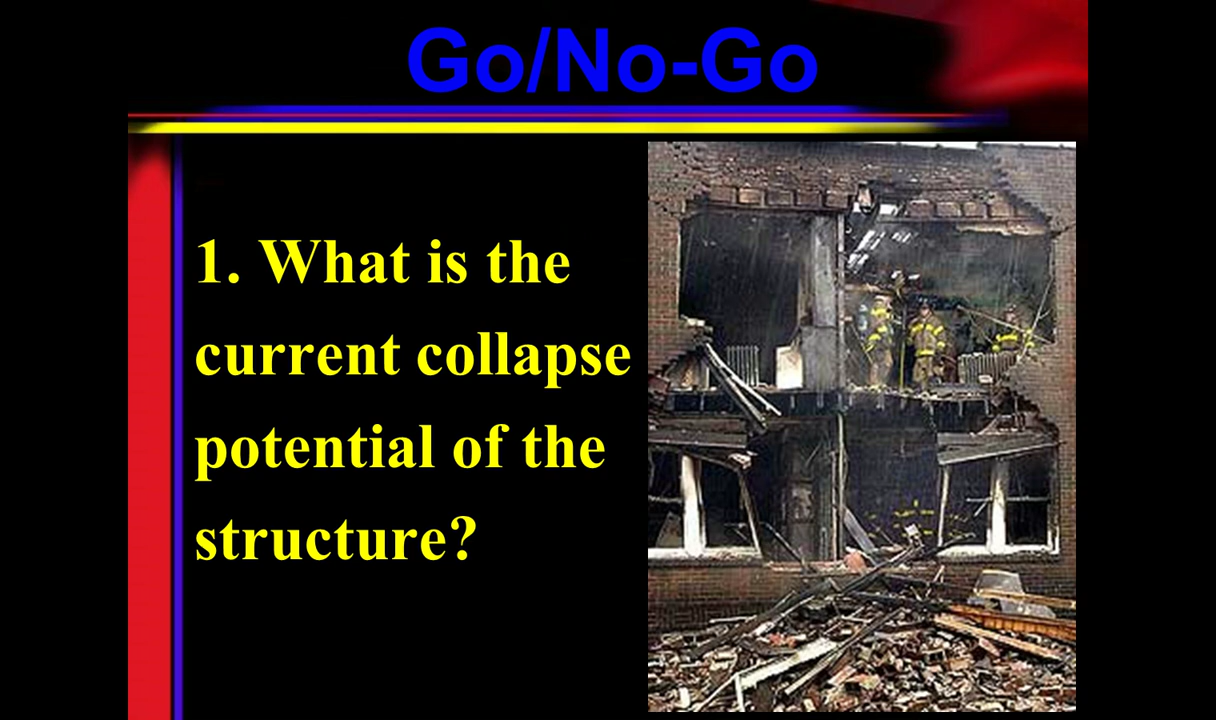 Go/No-Go
1. What is the
current collapse
potential of the
structure?